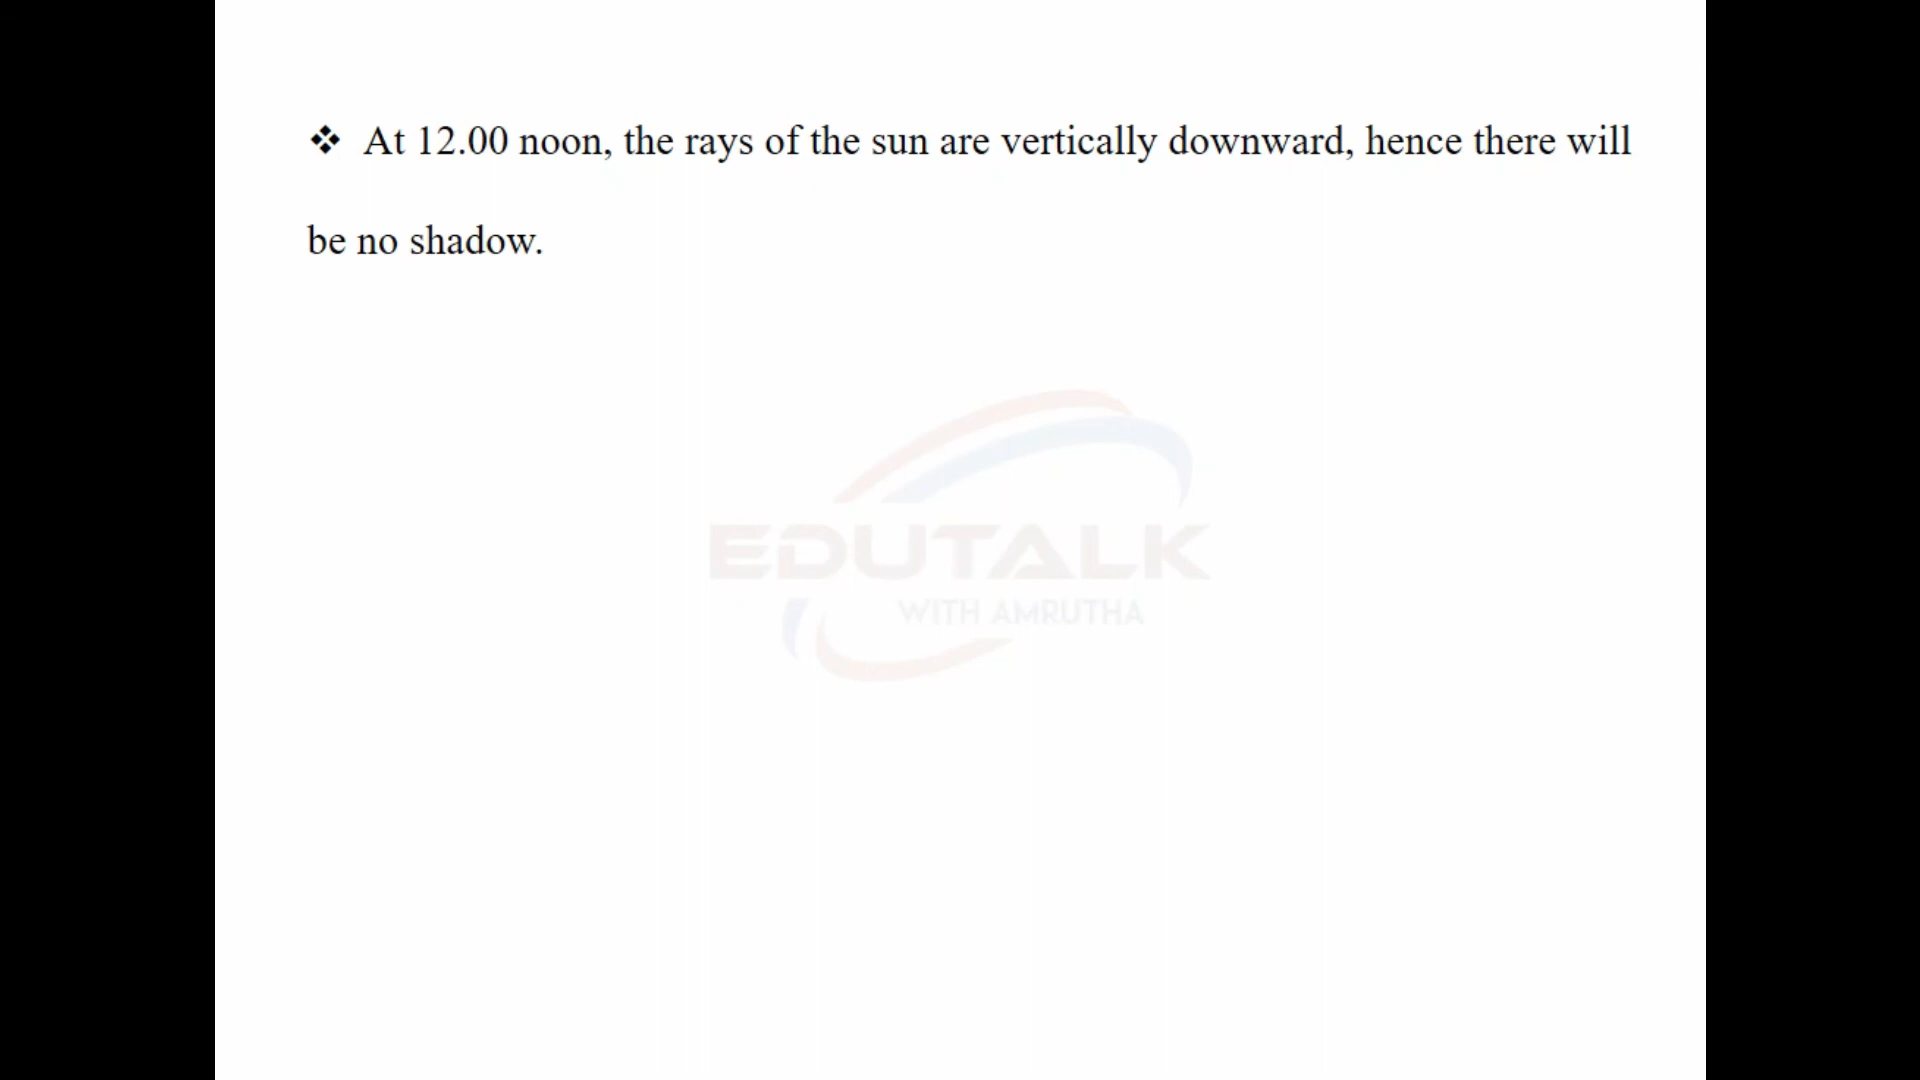 ❖ At 12.00 noon, the rays of the sun are vertically downward, hence there will
be no shadow.
EDUTALK
WITH AMRUTHA